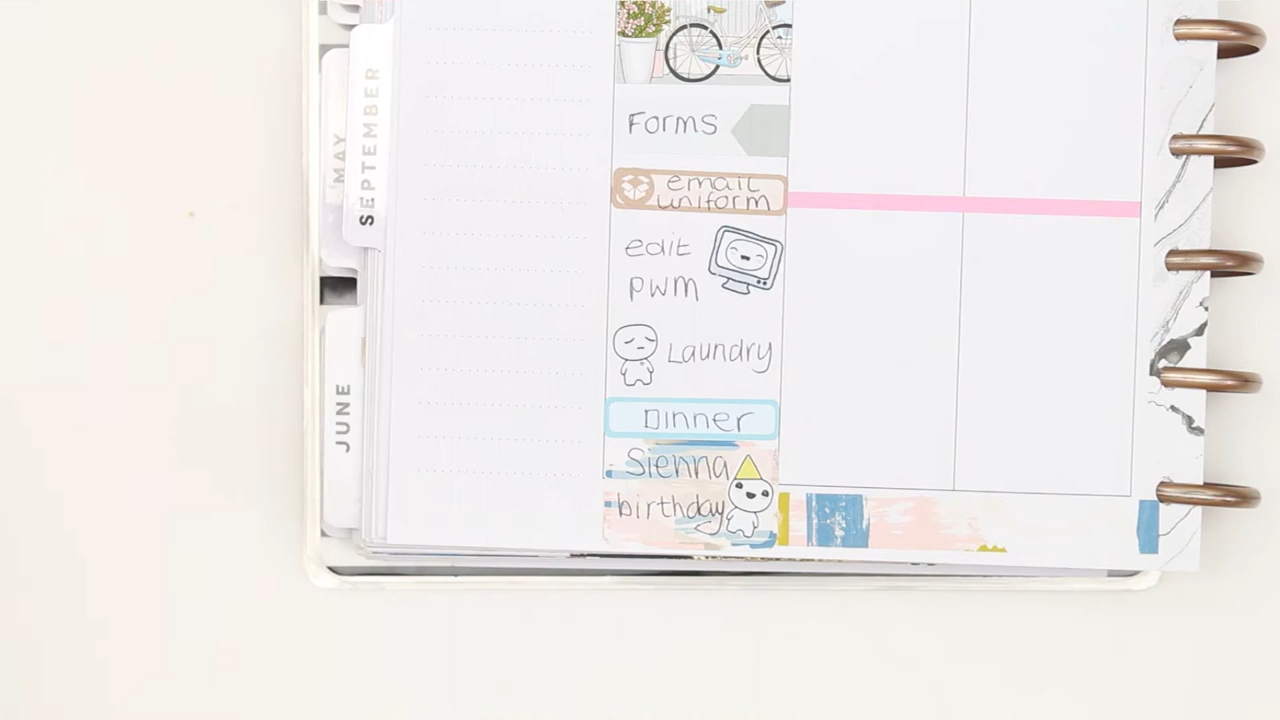 MAY
SEPTEMBER
JUNE
Forms
email
uniform
edit
pwm
Laundry
Dinner
Sienna
birthday